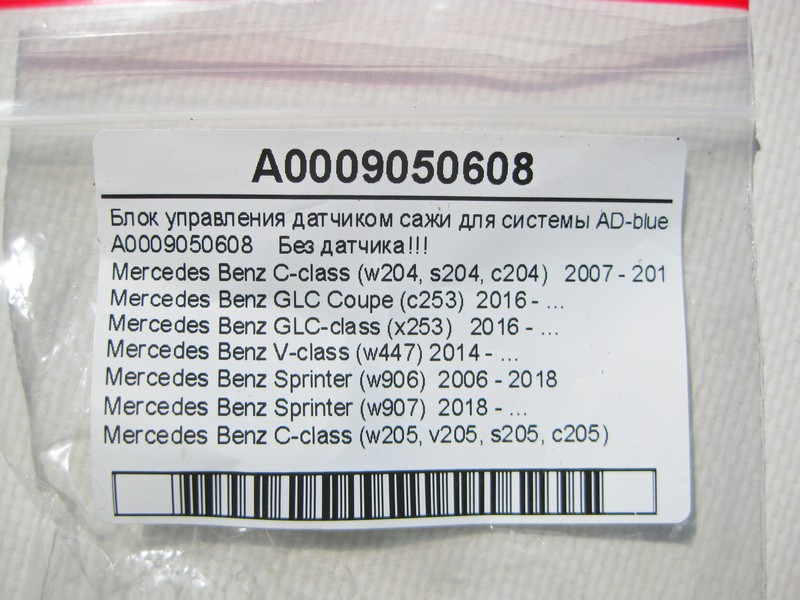 A0009050608
Блок управления датчиком сажи для системы AD-blue
A0009050608 Без датчика!!!
Mercedes Benz C-class (w204, s204, c204) 2007 - 201
Mercedes Benz GLC Coupe (c253) 2016 - ...
Mercedes Benz GLC-class (x253) 2016 - ...
Mercedes Benz V-class (w447) 2014 - ...
Mercedes Benz Sprinter (w906) 2006 - 2018
Mercedes Benz Sprinter (w907) 2018 - ...
Mercedes Benz C-class (w205, v205, s205, c205)